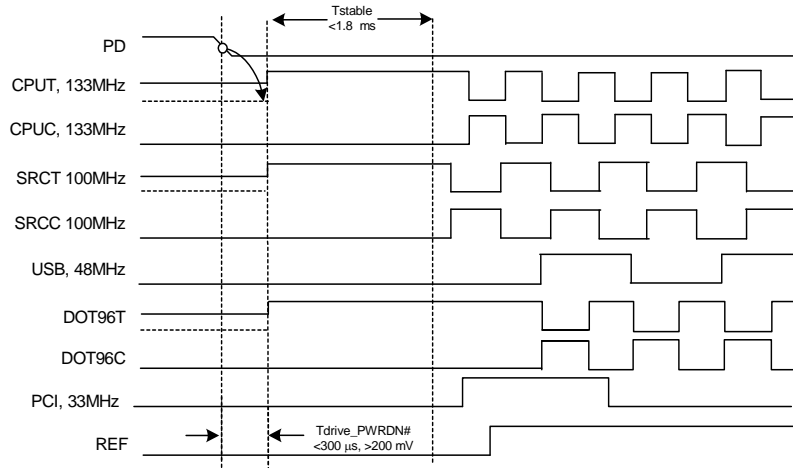 Tstable
<1.8 ms
PD
CPUT, 133MHz
CPUC, 133MHz
SRCT 100MHz
SRCC 100MHz
USB, 48MHz
DOT96T
DOT96C
PCI, 33MHz
Tdrive_PWRDN#
<300 µs, >200 mV
REF